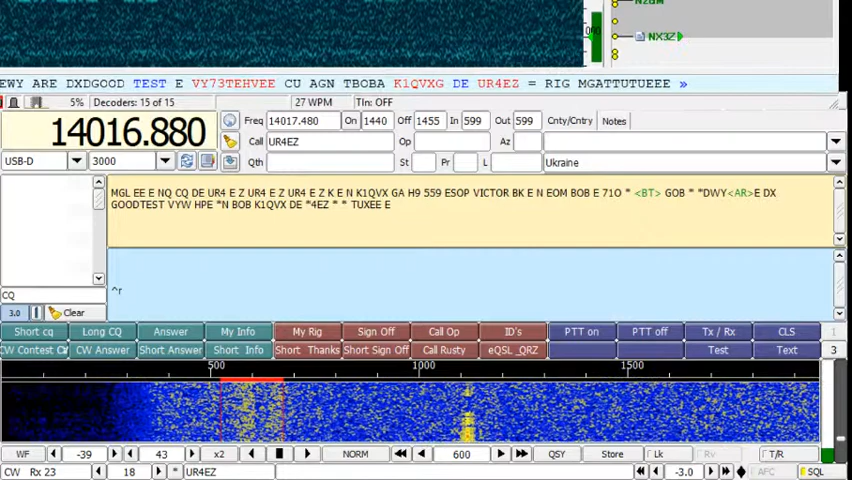 NX3Z
EWY ARE DXDGOOD TEST E VY73TEHVEE CU AGN TBOBA K1QVXG DE UR4EZ = RIG MGATTUTUEEE »
5% Decoders: 15 of 15 27 WPM TIn: OFF
14016.880
Freq 14017.480 On 1440 Off 1455 In 599 Out 599 Cnty/Cntry Notes
Call UR4EZ Op Az
USB-D 3000 Qth St Pr L Ukraine
MGL EE E NQ CQ DE UR4 E Z UR4 E Z UR4 E Z K E N K1QVX GA H9 559 ESOP VICTOR BK E N EOM BOB E 71O * <BT> GOB * *DWY<AR>E DX
GOODTEST VYW HPE *N BOB K1QVX DE *4EZ * * TUXEE E
^r
CQ
3.0 Clear
Short cq Long CQ Answer My Info My Rig Sign Off Call Op ID's PTT on PTT off Tx / Rx CLS 1
CW Contest CW Answer Short Answer Short Info Short Thanks Short Sign Off Call Rusty eQSL _QRZ Test Text 3
500 1000 1500
WF -39 43 x2 NORM 600 QSY Store Lk Rv T/R
CW Rx 23 18 * UR4EZ -3.0 AFC SQL